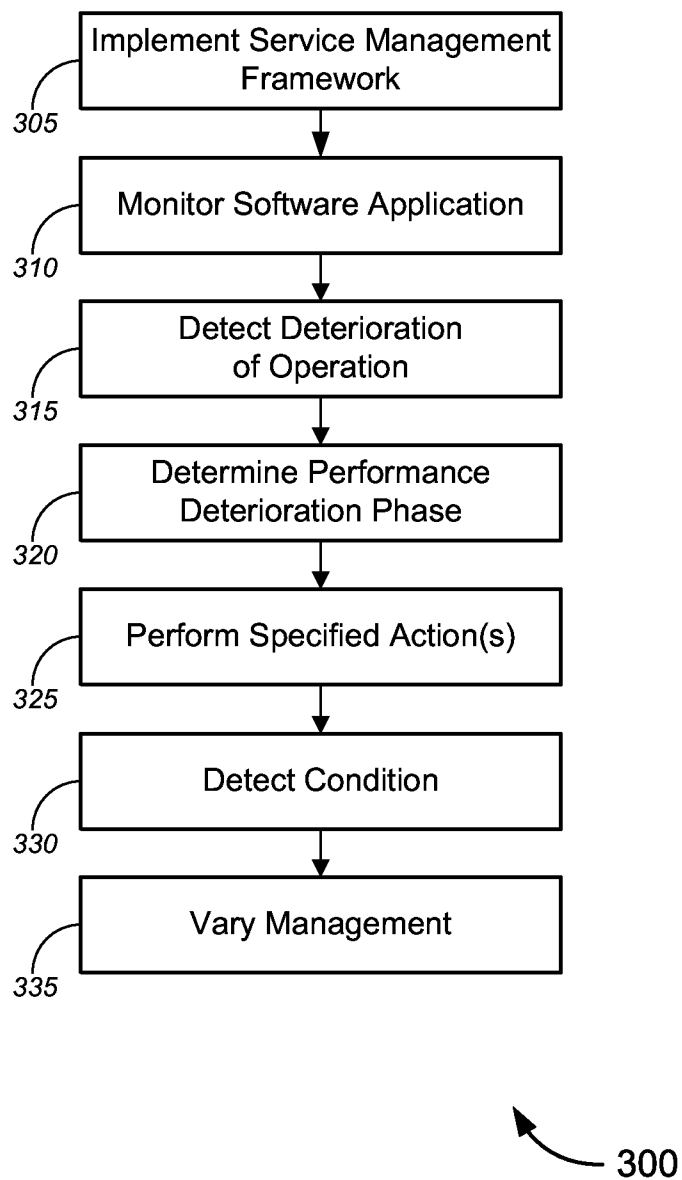 Implement Service Management
Framework
305
Monitor Software Application
310
Detect Deterioration
of Operation
315
Determine Performance
Deterioration Phase
320
Perform Specified Action(s)
325
Detect Condition
330
Vary Management
335
300